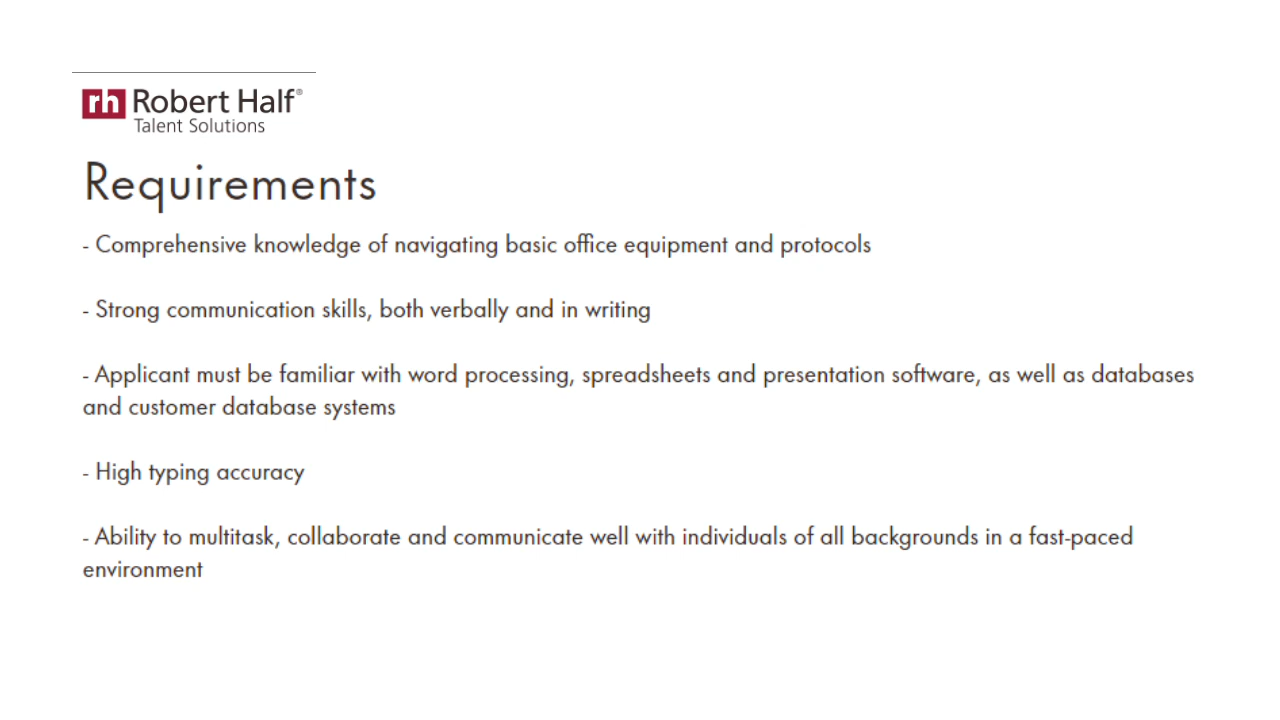 rh Robert Half®
Talent Solutions
Requirements
- Comprehensive knowledge of navigating basic office equipment and protocols
- Strong communication skills, both verbally and in writing
- Applicant must be familiar with word processing, spreadsheets and presentation software, as well as databases
and customer database systems
- High typing accuracy
- Ability to multitask, collaborate and communicate well with individuals of all backgrounds in a fast-paced
environment